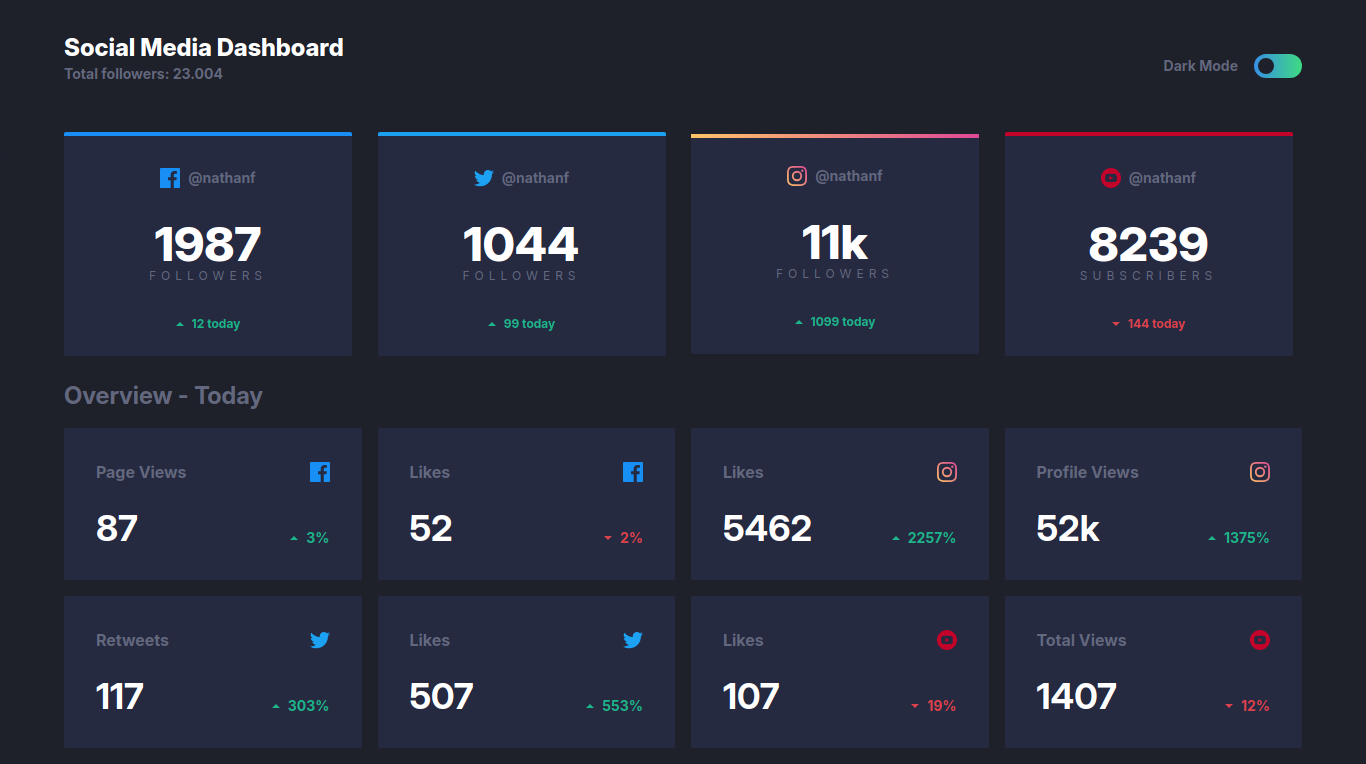 Social Media Dashboard
Total followers: 23.004
Dark Mode
@nathanf
1987
FOLLOWERS
12 today
@nathanf
1044
FOLLOWERS
99 today
@nathanf
11k
FOLLOWERS
1099 today
@nathanf
8239
SUBSCRIBERS
144 today
Overview - Today
Page Views
87
3%
Likes
52
2%
Likes
5462
2257%
Profile Views
52k
1375%
Retweets
117
303%
Likes
507
553%
Likes
107
19%
Total Views
1407
12%